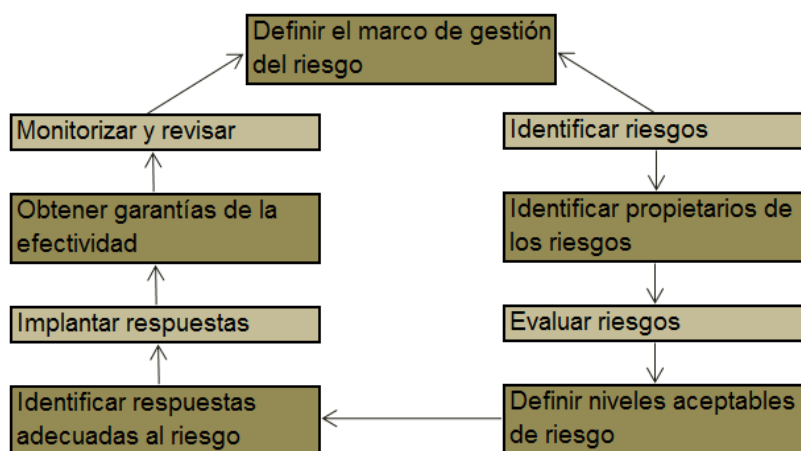 Definir el marco de gestión
del riesgo
Monitorizar y revisar
Identificar riesgos
Obtener garantías de la
efectividad
Identificar propietarios de
los riesgos
Implantar respuestas
Evaluar riesgos
Identificar respuestas
adecuadas al riesgo
Definir niveles aceptables
de riesgo